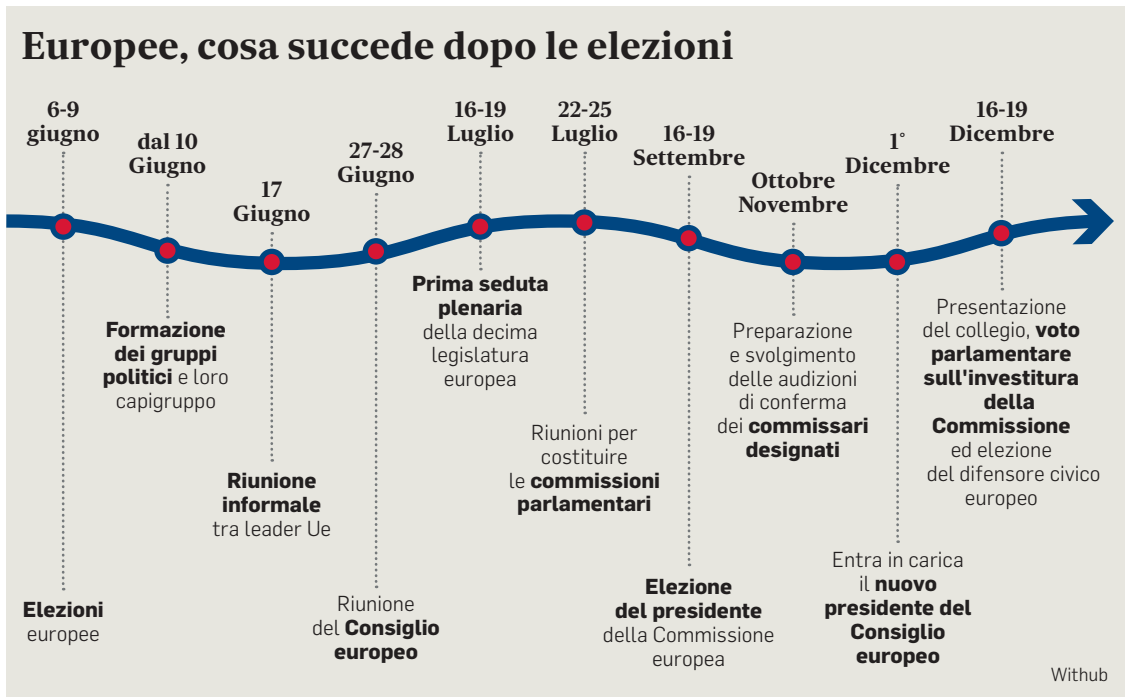 Europee, cosa succede dopo le elezioni
6-9
giugno
Elezioni
europee
dal 10
Giugno
Formazione
dei gruppi
politici e loro
capigruppo
17
Giugno
Riunione
informale
tra leader Ue
27-28
Giugno
Riunione
del Consiglio
europeo
16-19
Luglio
Prima seduta
plenaria
della decima
legislatura
europea
22-25
Luglio
Riunioni per
costituire
le commissioni
parlamentari
16-19
Settembre
Elezione
del presidente
della Commissione
europea
Ottobre
Novembre
Preparazione
e svolgimento
delle audizioni
di conferma
dei commissari
designati
1°
Dicembre
Entra in carica
il nuovo
presidente del
Consiglio
europeo
16-19
Dicembre
Presentazione
del collegio, voto
parlamentare
sull'investitura
della
Commissione
ed elezione
del difensore civico
europeo
Withub